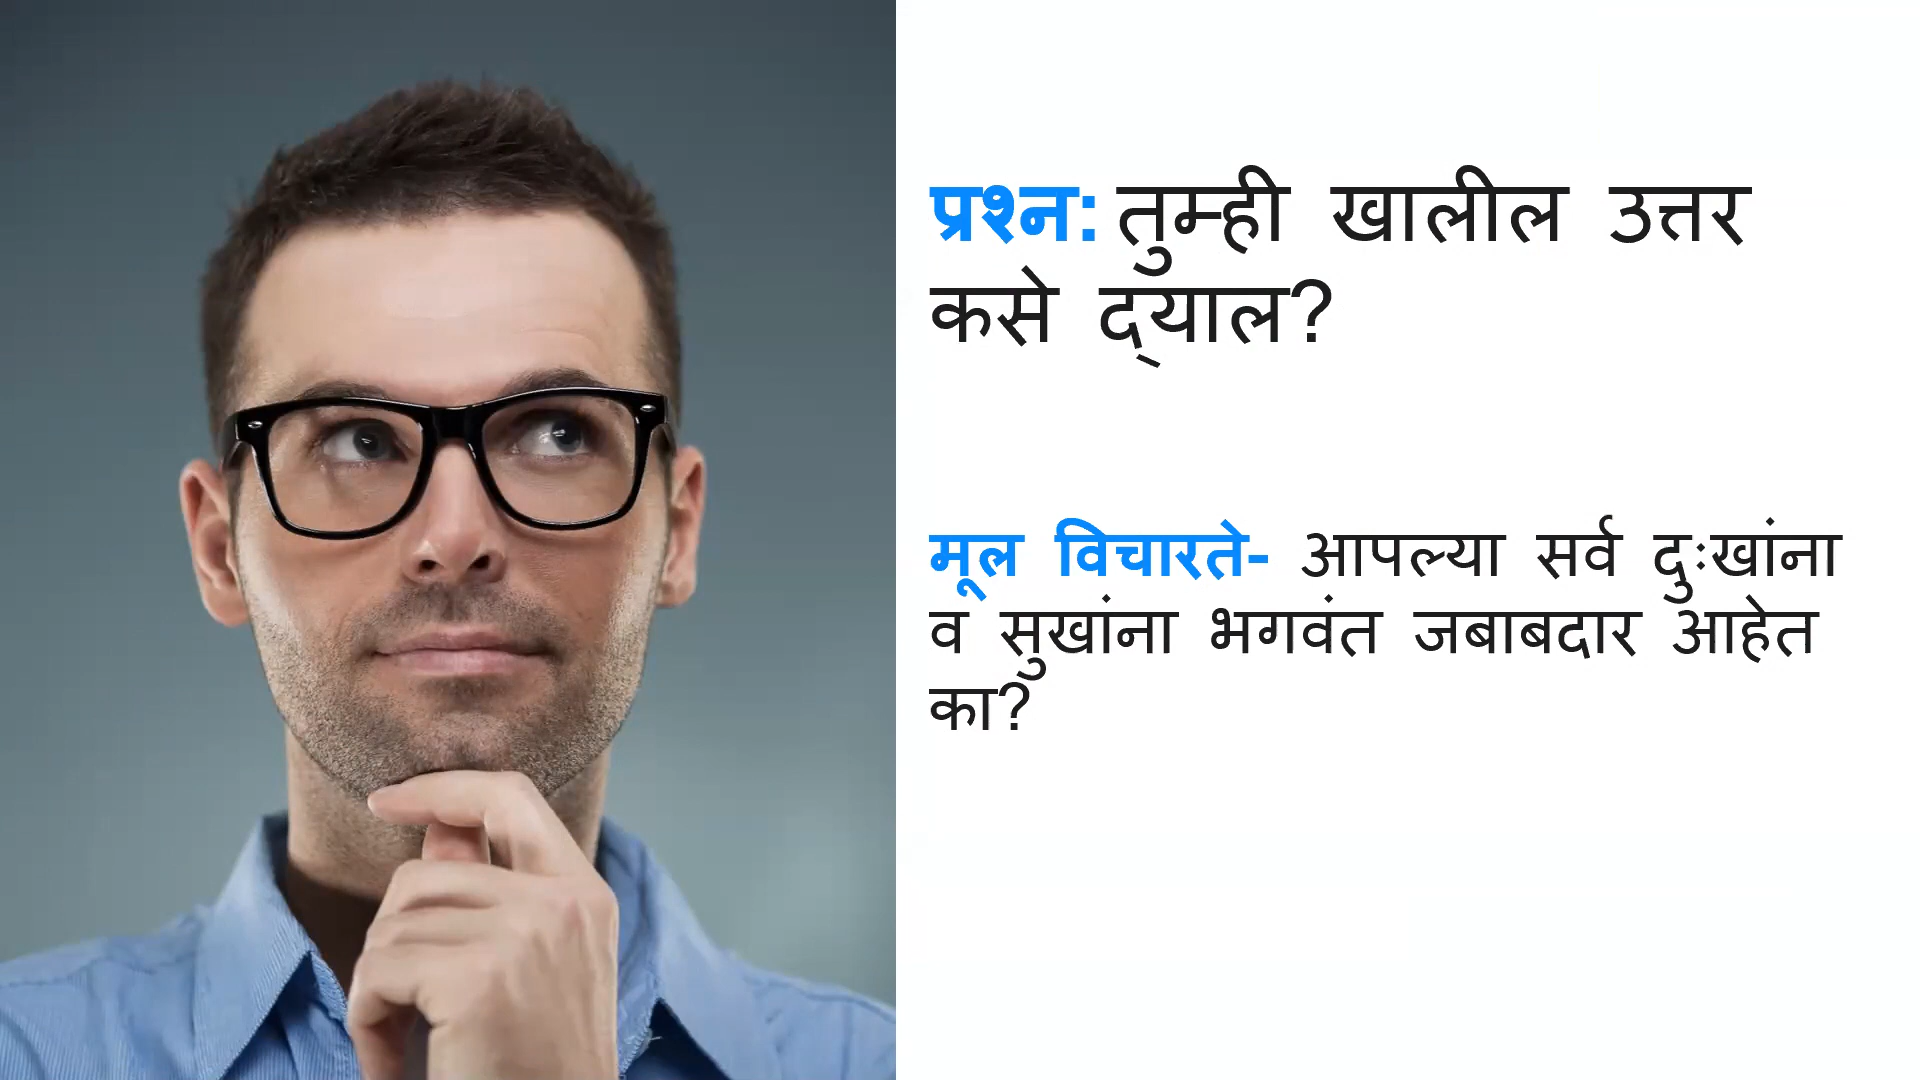 प्रश्न: तुम्ही खालील उत्तर
कसे द्‌याल?
मूल विचारते- आपल्या सर्व दुःखांना
व सुखांना भगवंत जबाबदार आहेत
का?